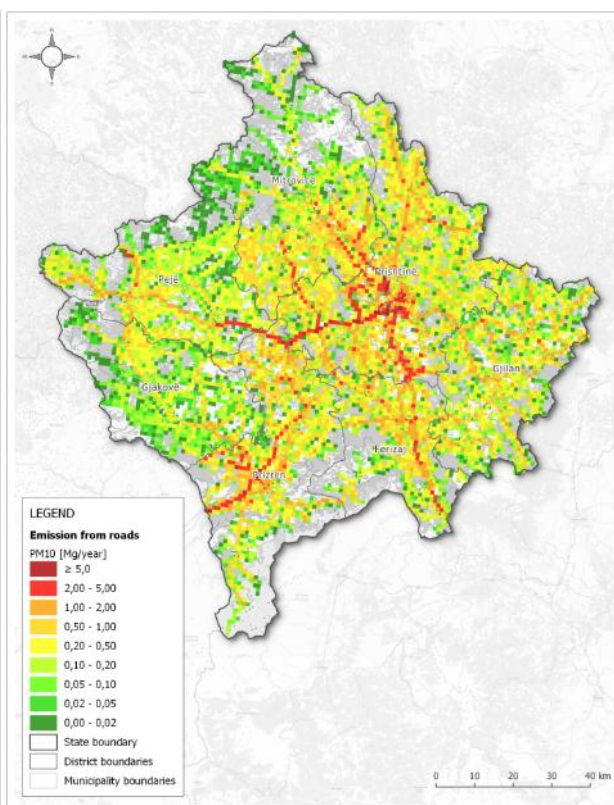 Mitrovicë
Prishtinë
Pejë
Gjilan
Gjakovë
Ferizaj
Prizren
LEGEND
Emission from roads
PM10 [Mg/year]
≥ 5,0
2,00 - 5,00
1,00 - 2,00
0,50 - 1,00
0,20 - 0,50
0,10 - 0,20
0,05 - 0,10
0,02 - 0,05
0,00 - 0,02
State boundary
District boundaries
Municipality boundaries
0 10 20 30 40 km